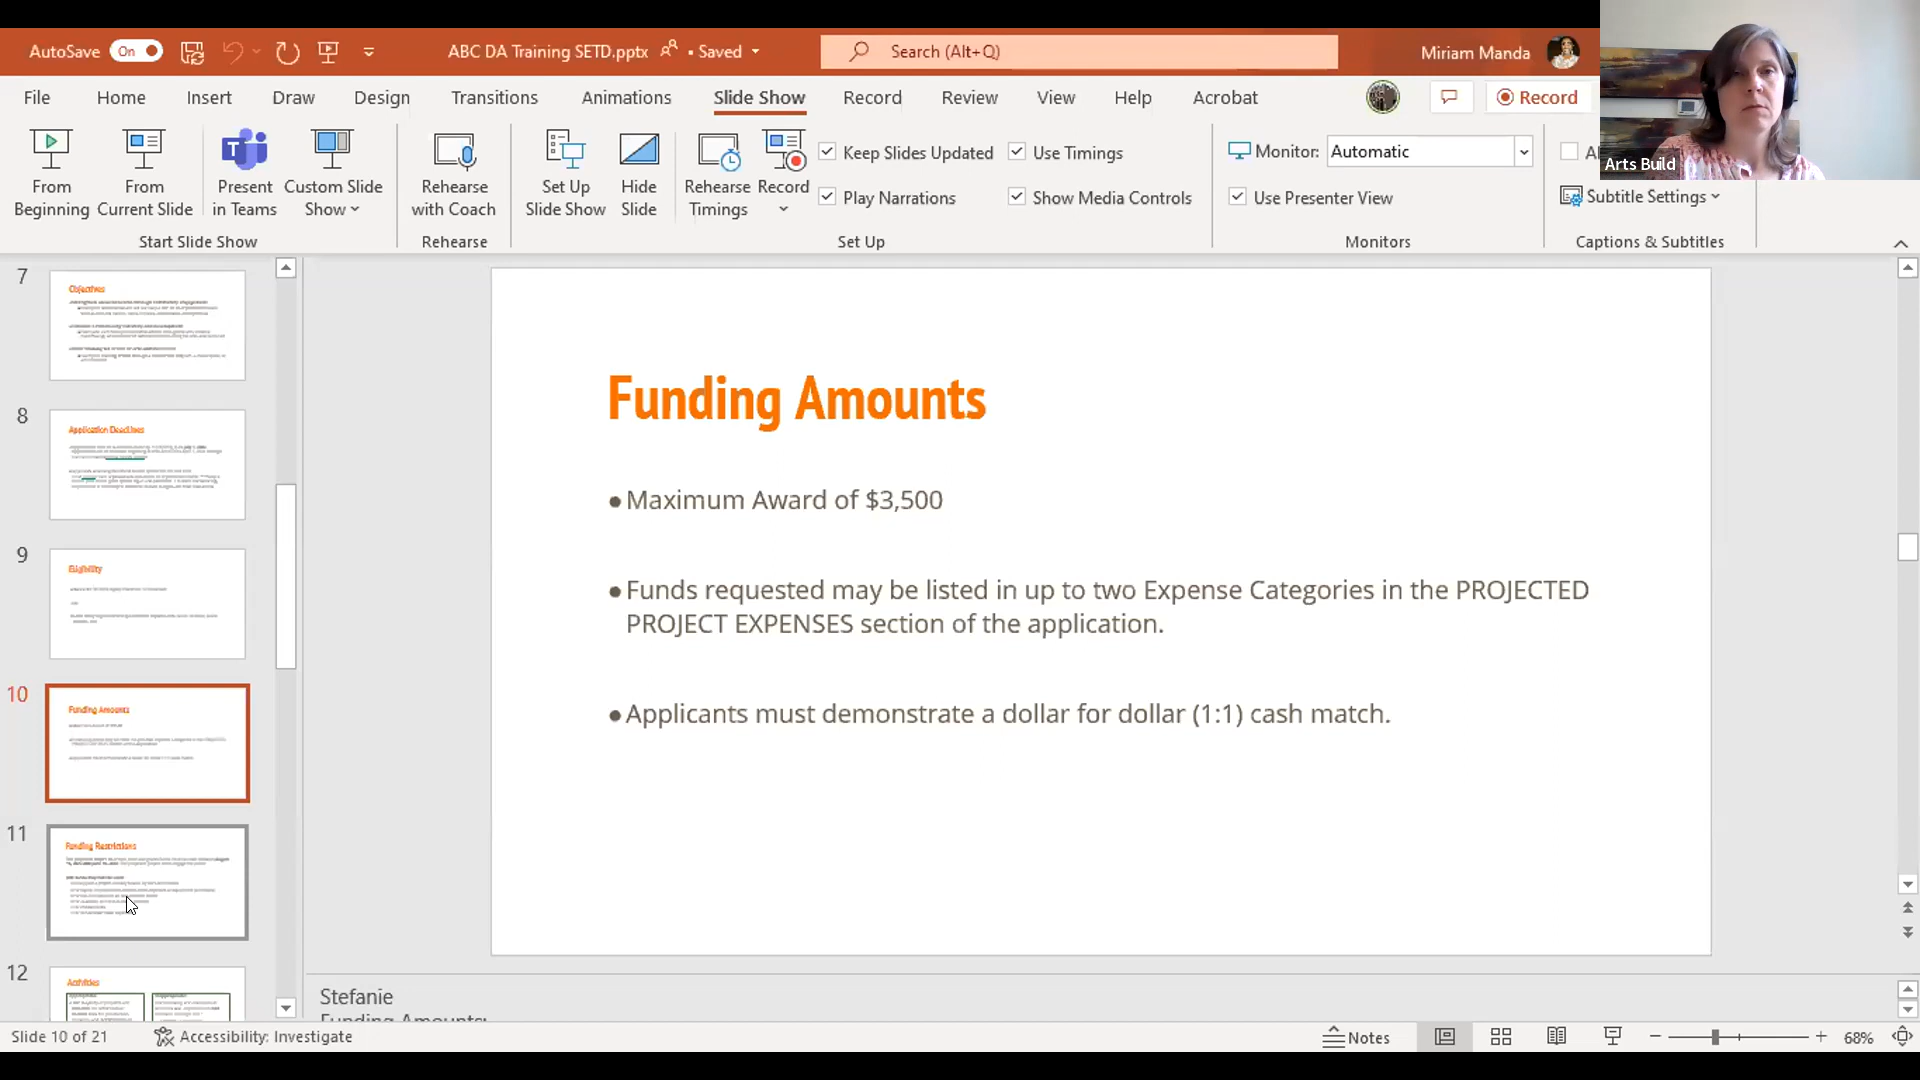 AutoSave On ABC DA Training SETD.pptx • Saved Search (Alt+Q) Miriam Manda
File Home Insert Draw Design Transitions Animations Slide Show Record Review View Help Acrobat Record
From Beginning
From Current Slide
Present in Teams
Custom Slide Show
Start Slide Show
Rehearse with Coach
Rehearse
Set Up Slide Show
Hide Slide
Rehearse Timings
Record
Keep Slides Updated
Play Narrations
Use Timings
Show Media Controls
Set Up
Monitor: Automatic
Use Presenter View
Monitors
Subtitle Settings
Captions & Subtitles
Arts Build
7
Objectives
8
Application Deadlines
9
Eligibility
10
Funding Amounts
11
Funding Restrictions
12
Activities
Funding Amounts
● Maximum Award of $3,500
● Funds requested may be listed in up to two Expense Categories in the PROJECTED
PROJECT EXPENSES section of the application.
● Applicants must demonstrate a dollar for dollar (1:1) cash match.
Stefanie
Funding Amounts:
Slide 10 of 21 Accessibility: Investigate Notes 68%